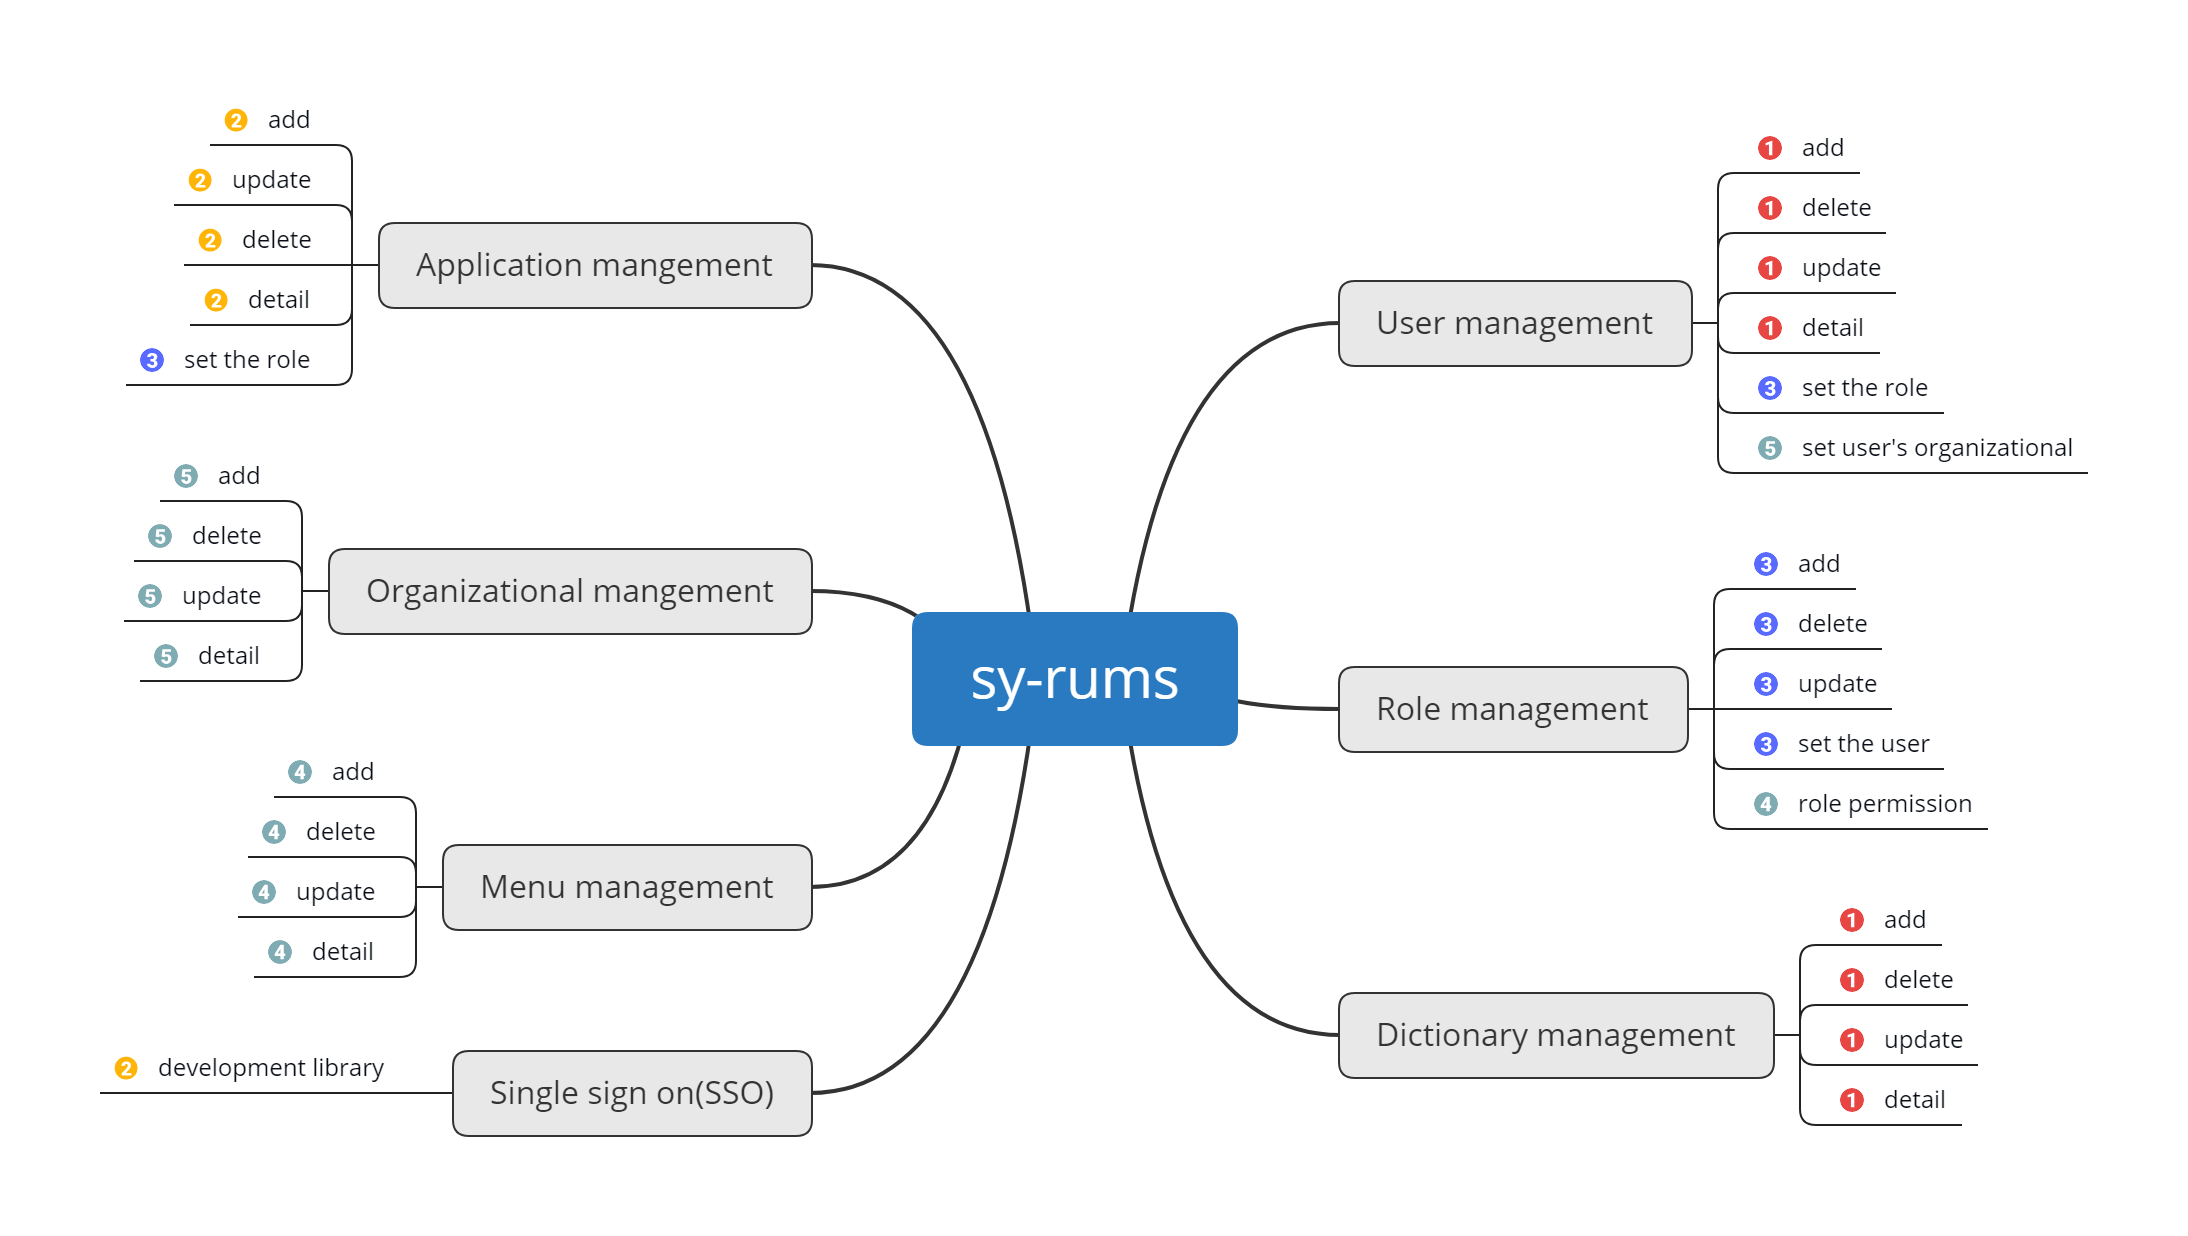 2 add
2 update
2 delete
2 detail
3 set the role
Application mangement
5 add
5 delete
5 update
5 detail
Organizational mangement
4 add
4 delete
4 update
4 detail
Menu management
2 development library
Single sign on(SSO)
sy-rums
User management
1 add
1 delete
1 update
1 detail
3 set the role
5 set user's organizational
Role management
3 add
3 delete
3 update
3 set the user
4 role permission
Dictionary management
1 add
1 delete
1 update
1 detail